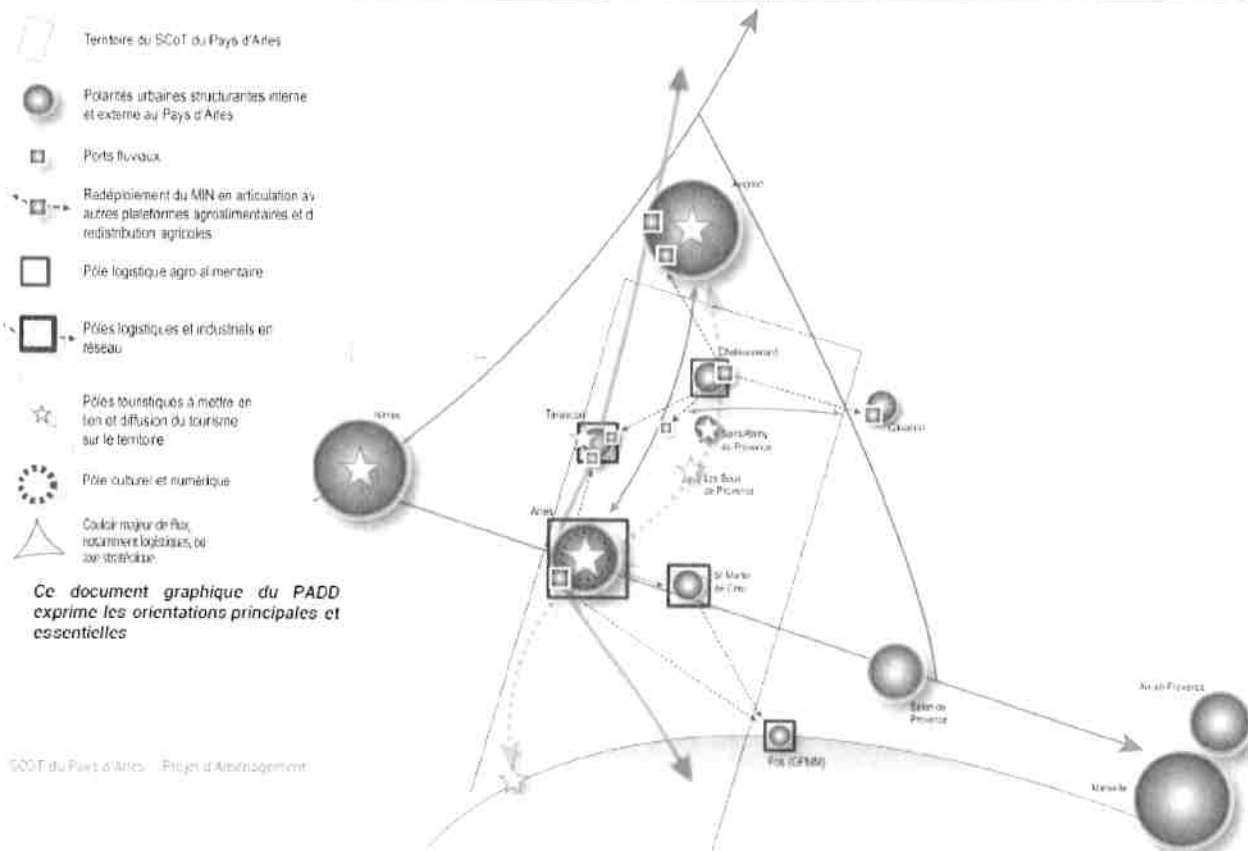 Territoire du SCoT du Pays d'Arles
Polarités urbaines structurantes interne
et externe au Pays d'Arles
Ports fluviaux
Redéploiement du MIN en articulation av
autres plateformes agroalimentaires et d
redistribution agricoles
Pôle logistique agro alimentaire
Pôles logistiques et industriels en
réseau
Pôles touristiques à mettre en
lien et diffusion du tourisme
sur le territoire
Pôle culturel et numérique
Couloir majeur de flux,
notamment logistiques, ou
axe stratégique
Ce document graphique du PADD
exprime les orientations principales et
essentielles
SCOT du Pays d'Arles Projet d'Aménagement
Avignon
Châteaurenard
Nîmes
Tarascon
Cavaillon
Saint-Rémy
de Provence
Les Baux
de Provence
Arles
St Martin
de Crau
Salon de
Provence
Aix-en-Provence
Fos (GPMM)
Marseille